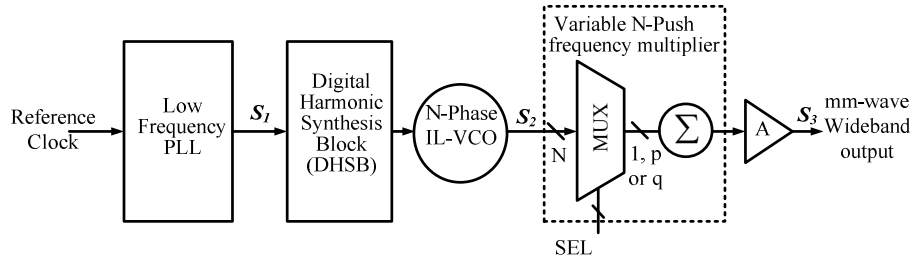 Reference
Clock
Low
Frequency
PLL
S1
Digital
Harmonic
Synthesis
Block
(DHSB)
N-Phase
IL-VCO
S2
Variable N-Push
frequency multiplier
N
MUX
SEL
1, p
or q
Σ
A
S3
mm-wave
Wideband
output